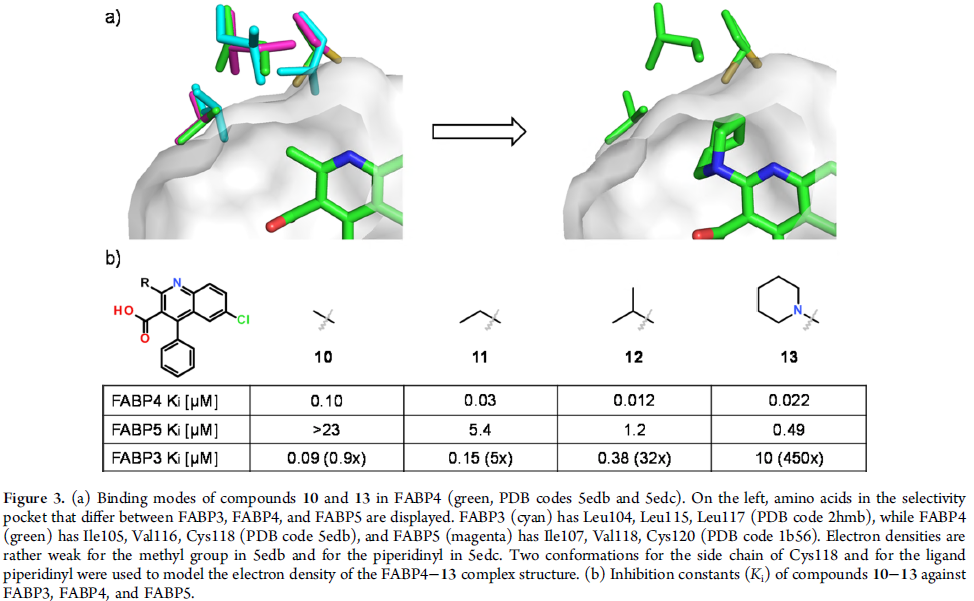 a)
b)
R
N
HO
O
Cl
N
10 11 12 13
FABP4 Ki [µM] 0.10 0.03 0.012 0.022
FABP5 Ki [µM] >23 5.4 1.2 0.49
FABP3 Ki [µM] 0.09 (0.9x) 0.15 (5x) 0.38 (32x) 10 (450x)
Figure 3. (a) Binding modes of compounds 10 and 13 in FABP4 (green, PDB codes 5edb and 5edc). On the left, amino acids in the selectivity
pocket that differ between FABP3, FABP4, and FABP5 are displayed. FABP3 (cyan) has Leu104, Leu115, Leu117 (PDB code 2hmb), while FABP4
(green) has Ile105, Val116, Cys118 (PDB code 5edb), and FABP5 (magenta) has Ile107, Val118, Cys120 (PDB code 1b56). Electron densities are
rather weak for the methyl group in 5edb and for the piperidinyl in 5edc. Two conformations for the side chain of Cys118 and for the ligand
piperidinyl were used to model the electron density of the FABP4−13 complex structure. (b) Inhibition constants (Ki) of compounds 10−13 against
FABP3, FABP4, and FABP5.